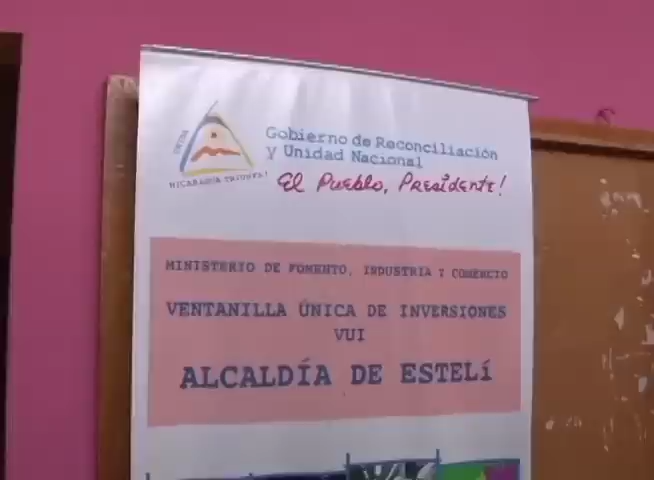 Gobierno de Reconciliación
y Unidad Nacional
El Pueblo, Presidente!
UNIDA
NICARAGUA TRIUNFA!
MINISTERIO DE FOMENTO, INDUSTRIA Y COMERCIO
VENTANILLA ÚNICA DE INVERSIONES
VUI
ALCALDÍA DE ESTELí